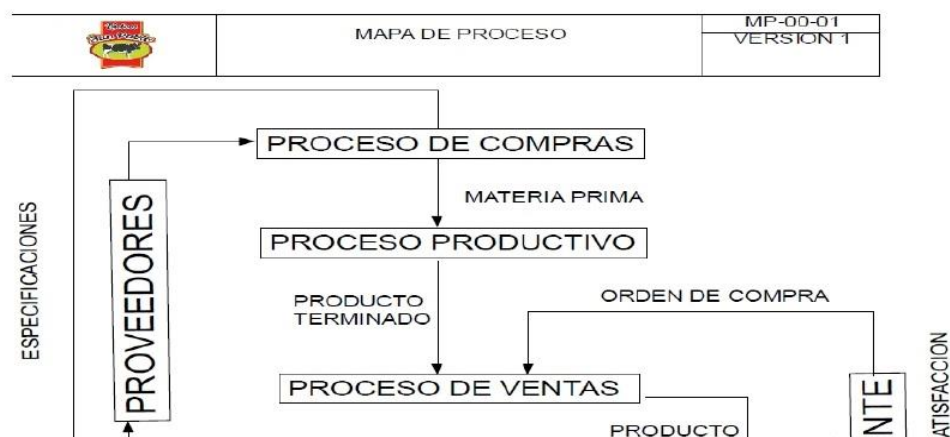 MAPA DE PROCESO
MP-00-01
VERSION 1
PROCESO DE COMPRAS
MATERIA PRIMA
PROCESO PRODUCTIVO
ESPECIFICACIONES
PROVEEDORES
PRODUCTO
TERMINADO
ORDEN DE COMPRA
PROCESO DE VENTAS
PRODUCTO
NTE
ATISFACCION